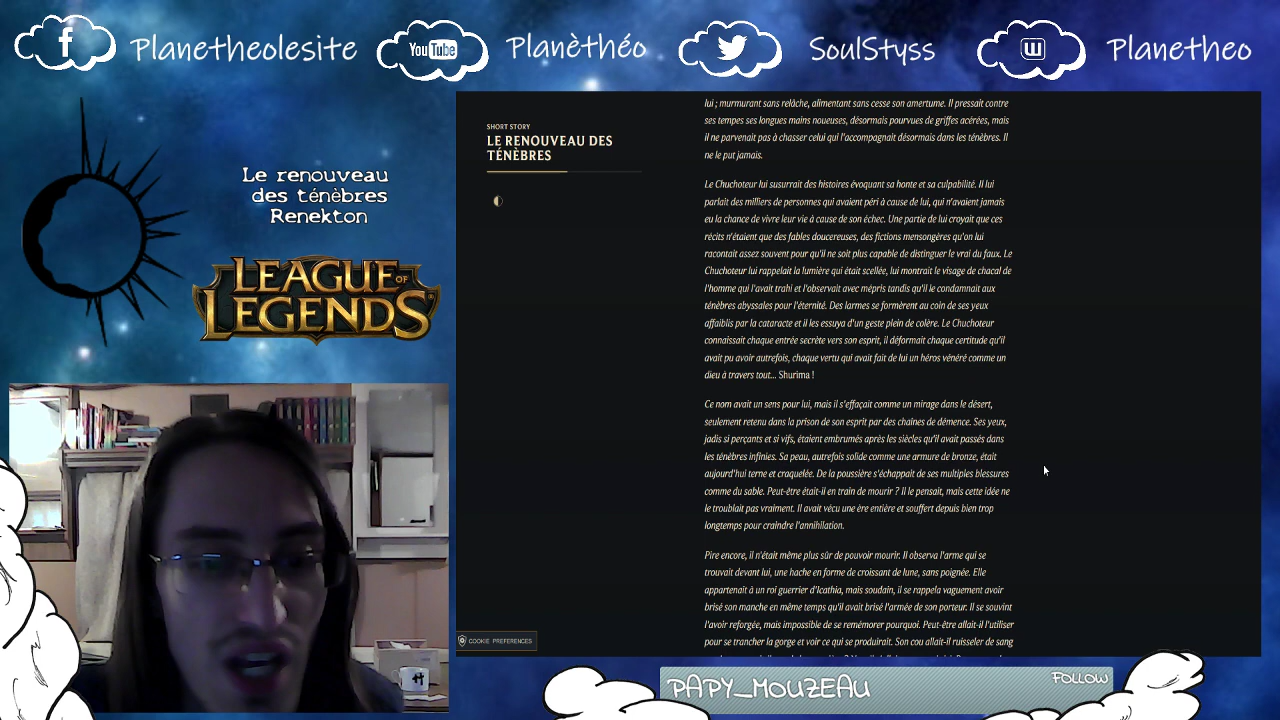 Planetheolesite
YouTube
Planèthéo
SoulStyss
Planetheo
Le renouveau
des ténèbres
Renekton
LEAGUE OF
LEGENDS
SHORT STORY
LE RENOUVEAU DES
TÉNÈBRES
lui ; murmurant sans relâche, alimentant sans cesse son amertume. Il pressait contre
ses tempes ses longues mains noueuses, désormais pourvues de griffes acérées, mais
il ne parvenait pas à chasser celui qui l'accompagnait désormais dans les ténèbres. Il
ne le put jamais.
Le Chuchoteur lui susurrait des histoires évoquant sa honte et sa culpabilité. Il lui
parlait des milliers de personnes qui avaient péri à cause de lui, qui n'avaient jamais
eu la chance de vivre leur vie à cause de son échec. Une partie de lui croyait que ces
récits n'étaient que des fables doucereuses, des fictions mensongères qu'on lui
racontait assez souvent pour qu'il ne soit plus capable de distinguer le vrai du faux. Le
Chuchoteur lui rappelait la lumière qui était scellée, lui montrait le visage de chacal de
l'homme qui l'avait trahi et l'observait avec mépris tandis qu'il le condamnait aux
ténèbres abyssales pour l'éternité. Des larmes se formèrent au coin de ses yeux
affaiblis par la cataracte et il les essuya d'un geste plein de colère. Le Chuchoteur
connaissait chaque entrée secrète vers son esprit, il déformait chaque certitude qu'il
avait pu avoir autrefois, chaque vertu qui avait fait de lui un héros vénéré comme un
dieu à travers tout... Shurima !
Ce nom avait un sens pour lui, mais il s'effaçait comme un mirage dans le désert,
seulement retenu dans la prison de son esprit par des chaînes de démence. Ses yeux,
jadis si perçants et si vifs, étaient embrumés après les siècles qu'il avait passés dans
les ténèbres infinies. Sa peau, autrefois solide comme une armure de bronze, était
aujourd'hui terne et craquelée. De la poussière s'échappait de ses multiples blessures
comme du sable. Peut-être était-il en train de mourir ? Il le pensait, mais cette idée ne
le troublait pas vraiment. Il avait vécu une ère entière et souffert depuis bien trop
longtemps pour craindre l'annihilation.
Pire encore, il n'était même plus sûr de pouvoir mourir. Il observa l'arme qui se
trouvait devant lui, une hache en forme de croissant de lune, sans poignée. Elle
appartenait à un roi guerrier d'Icathia, mais soudain, il se rappela vaguement avoir
brisé son manche en même temps qu'il avait brisé l'armée de son porteur. Il se souvint
l'avoir reforgée, mais impossible de se remémorer pourquoi. Peut-être allait-il l'utiliser
pour se trancher la gorge et voir ce qui se produirait. Son cou allait-il ruisseler de sang
COOKIE PREFERENCES
PAPY_MOUZEAU
FOLLOW